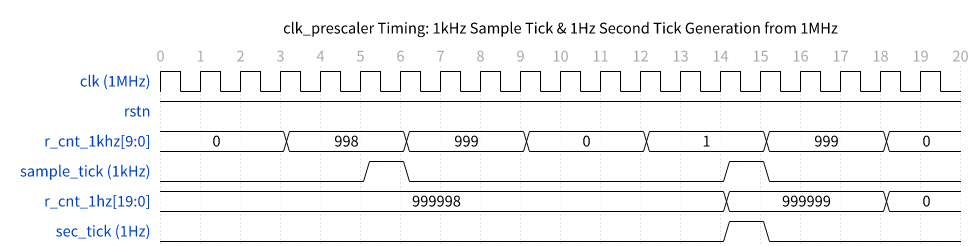 clk_prescaler Timing: 1kHz Sample Tick & 1Hz Second Tick Generation from 1MHz
0 1 2 3 4 5 6 7 8 9 10 11 12 13 14 15 16 17 18 19 20
clk (1MHz)
rstn
r_cnt_1khz[9:0] 0 998 999 0 1 999 0
sample_tick (1kHz)
r_cnt_1hz[19:0] 999998 999999 0
sec_tick (1Hz)